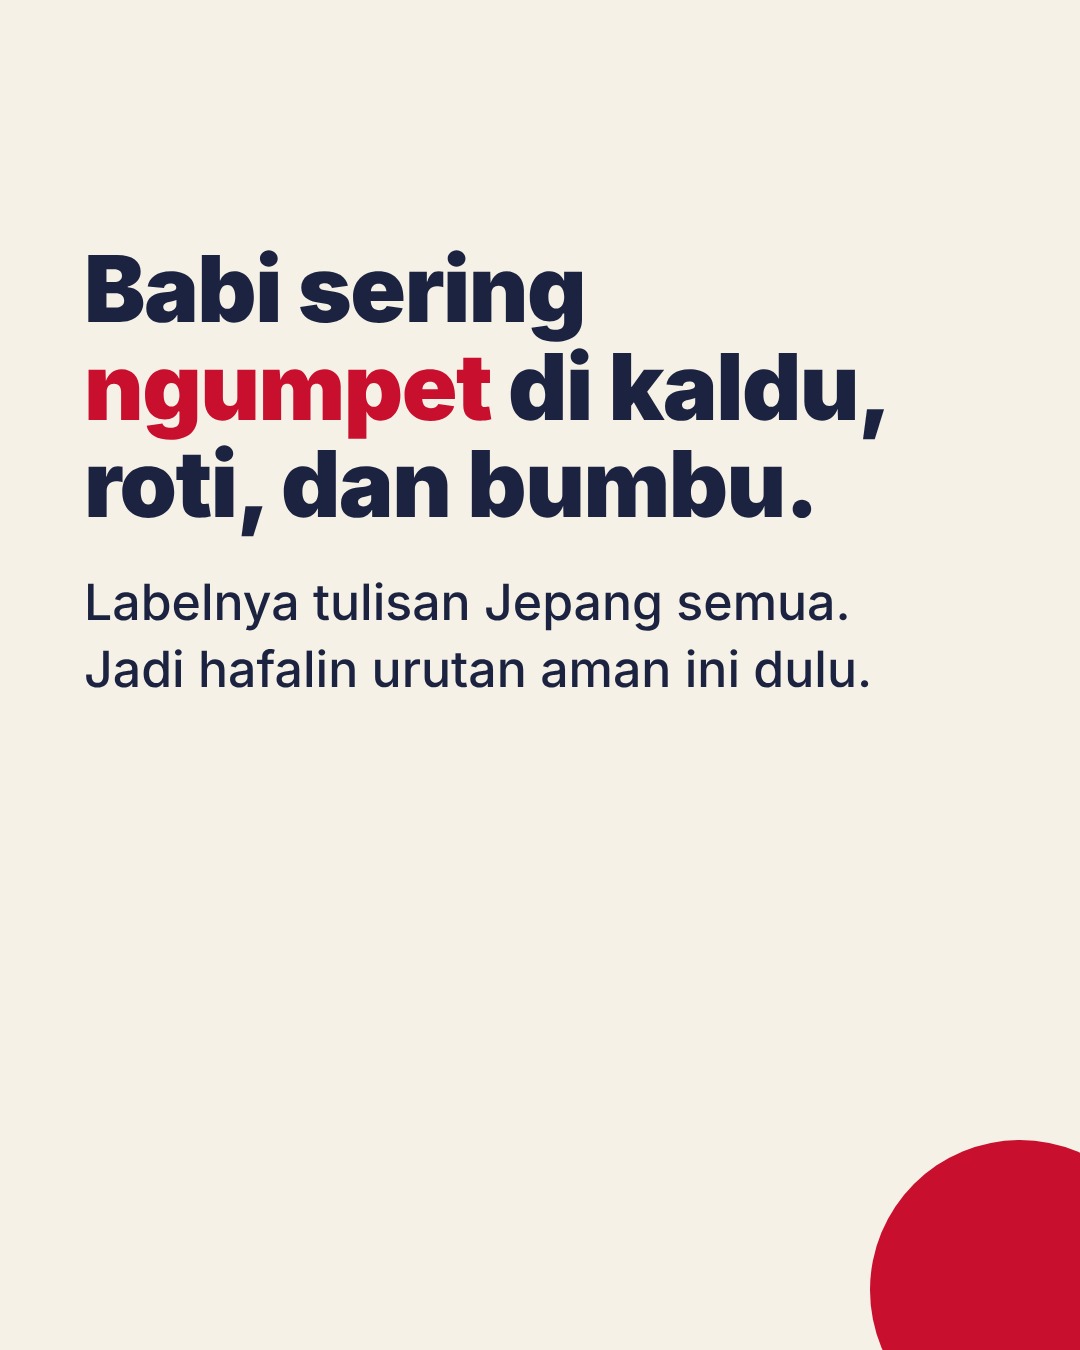 Babi sering
ngumpet di kaldu,
roti, dan bumbu.
Labelnya tulisan Jepang semua.
Jadi hafalin urutan aman ini dulu.